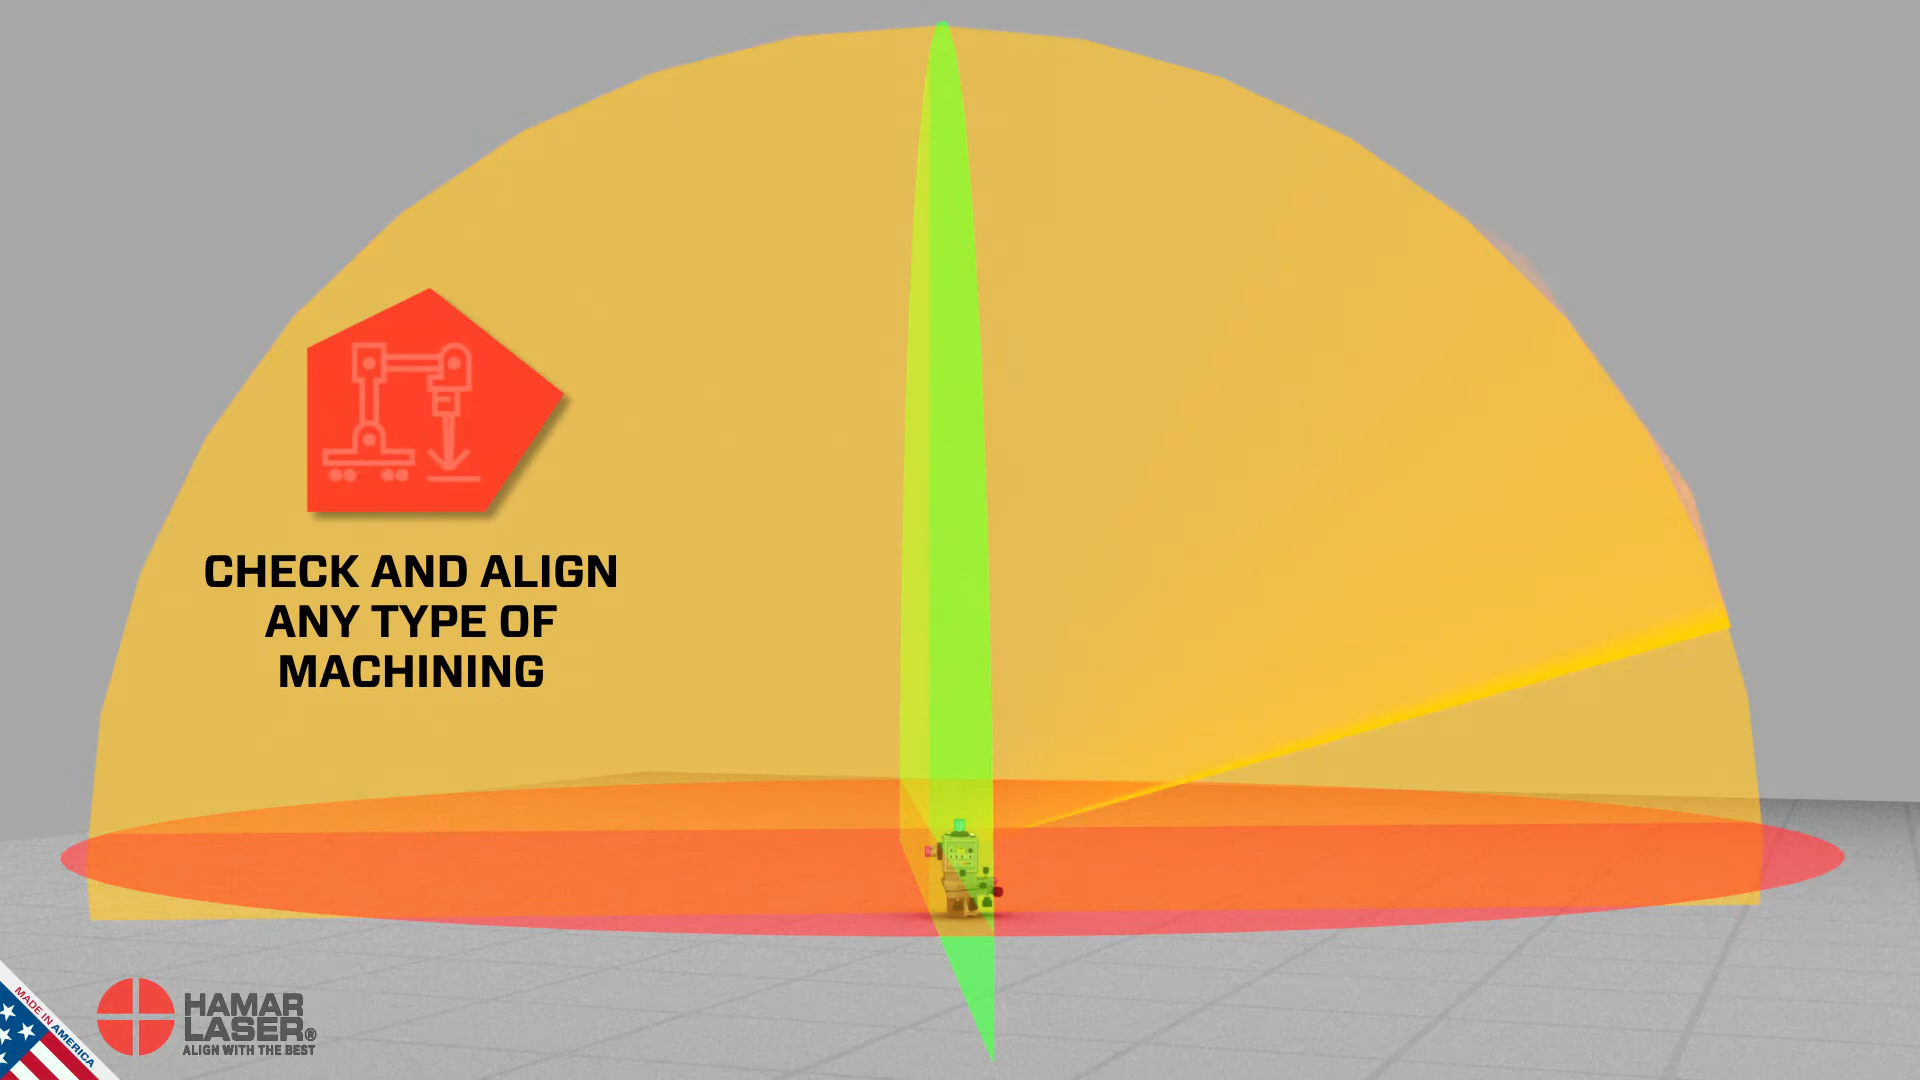 CHECK AND ALIGN
ANY TYPE OF
MACHINING
MADE IN AMERICA
HAMAR
LASER®
ALIGN WITH THE BEST